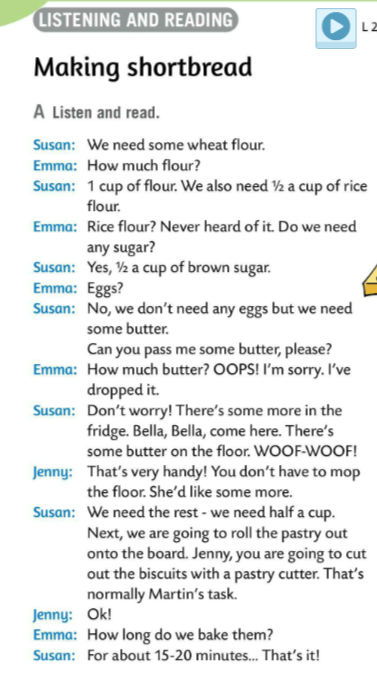 LISTENING AND READING
L 2
Making shortbread
A Listen and read.
Susan: We need some wheat flour.
Emma: How much flour?
Susan: 1 cup of flour. We also need ½ a cup of rice
flour.
Emma: Rice flour? Never heard of it. Do we need
any sugar?
Susan: Yes, ½ a cup of brown sugar.
Emma: Eggs?
Susan: No, we don't need any eggs but we need
some butter.
Can you pass me some butter, please?
Emma: How much butter? OOPS! I'm sorry. I've
dropped it.
Susan: Don't worry! There's some more in the
fridge. Bella, Bella, come here. There's
some butter on the floor. WOOF-WOOF!
Jenny: That's very handy! You don't have to mop
the floor. She'd like some more.
Susan: We need the rest - we need half a cup.
Next, we are going to roll the pastry out
onto the board. Jenny, you are going to cut
out the biscuits with a pastry cutter. That's
normally Martin's task.
Jenny: Ok!
Emma: How long do we bake them?
Susan: For about 15-20 minutes... That's it!